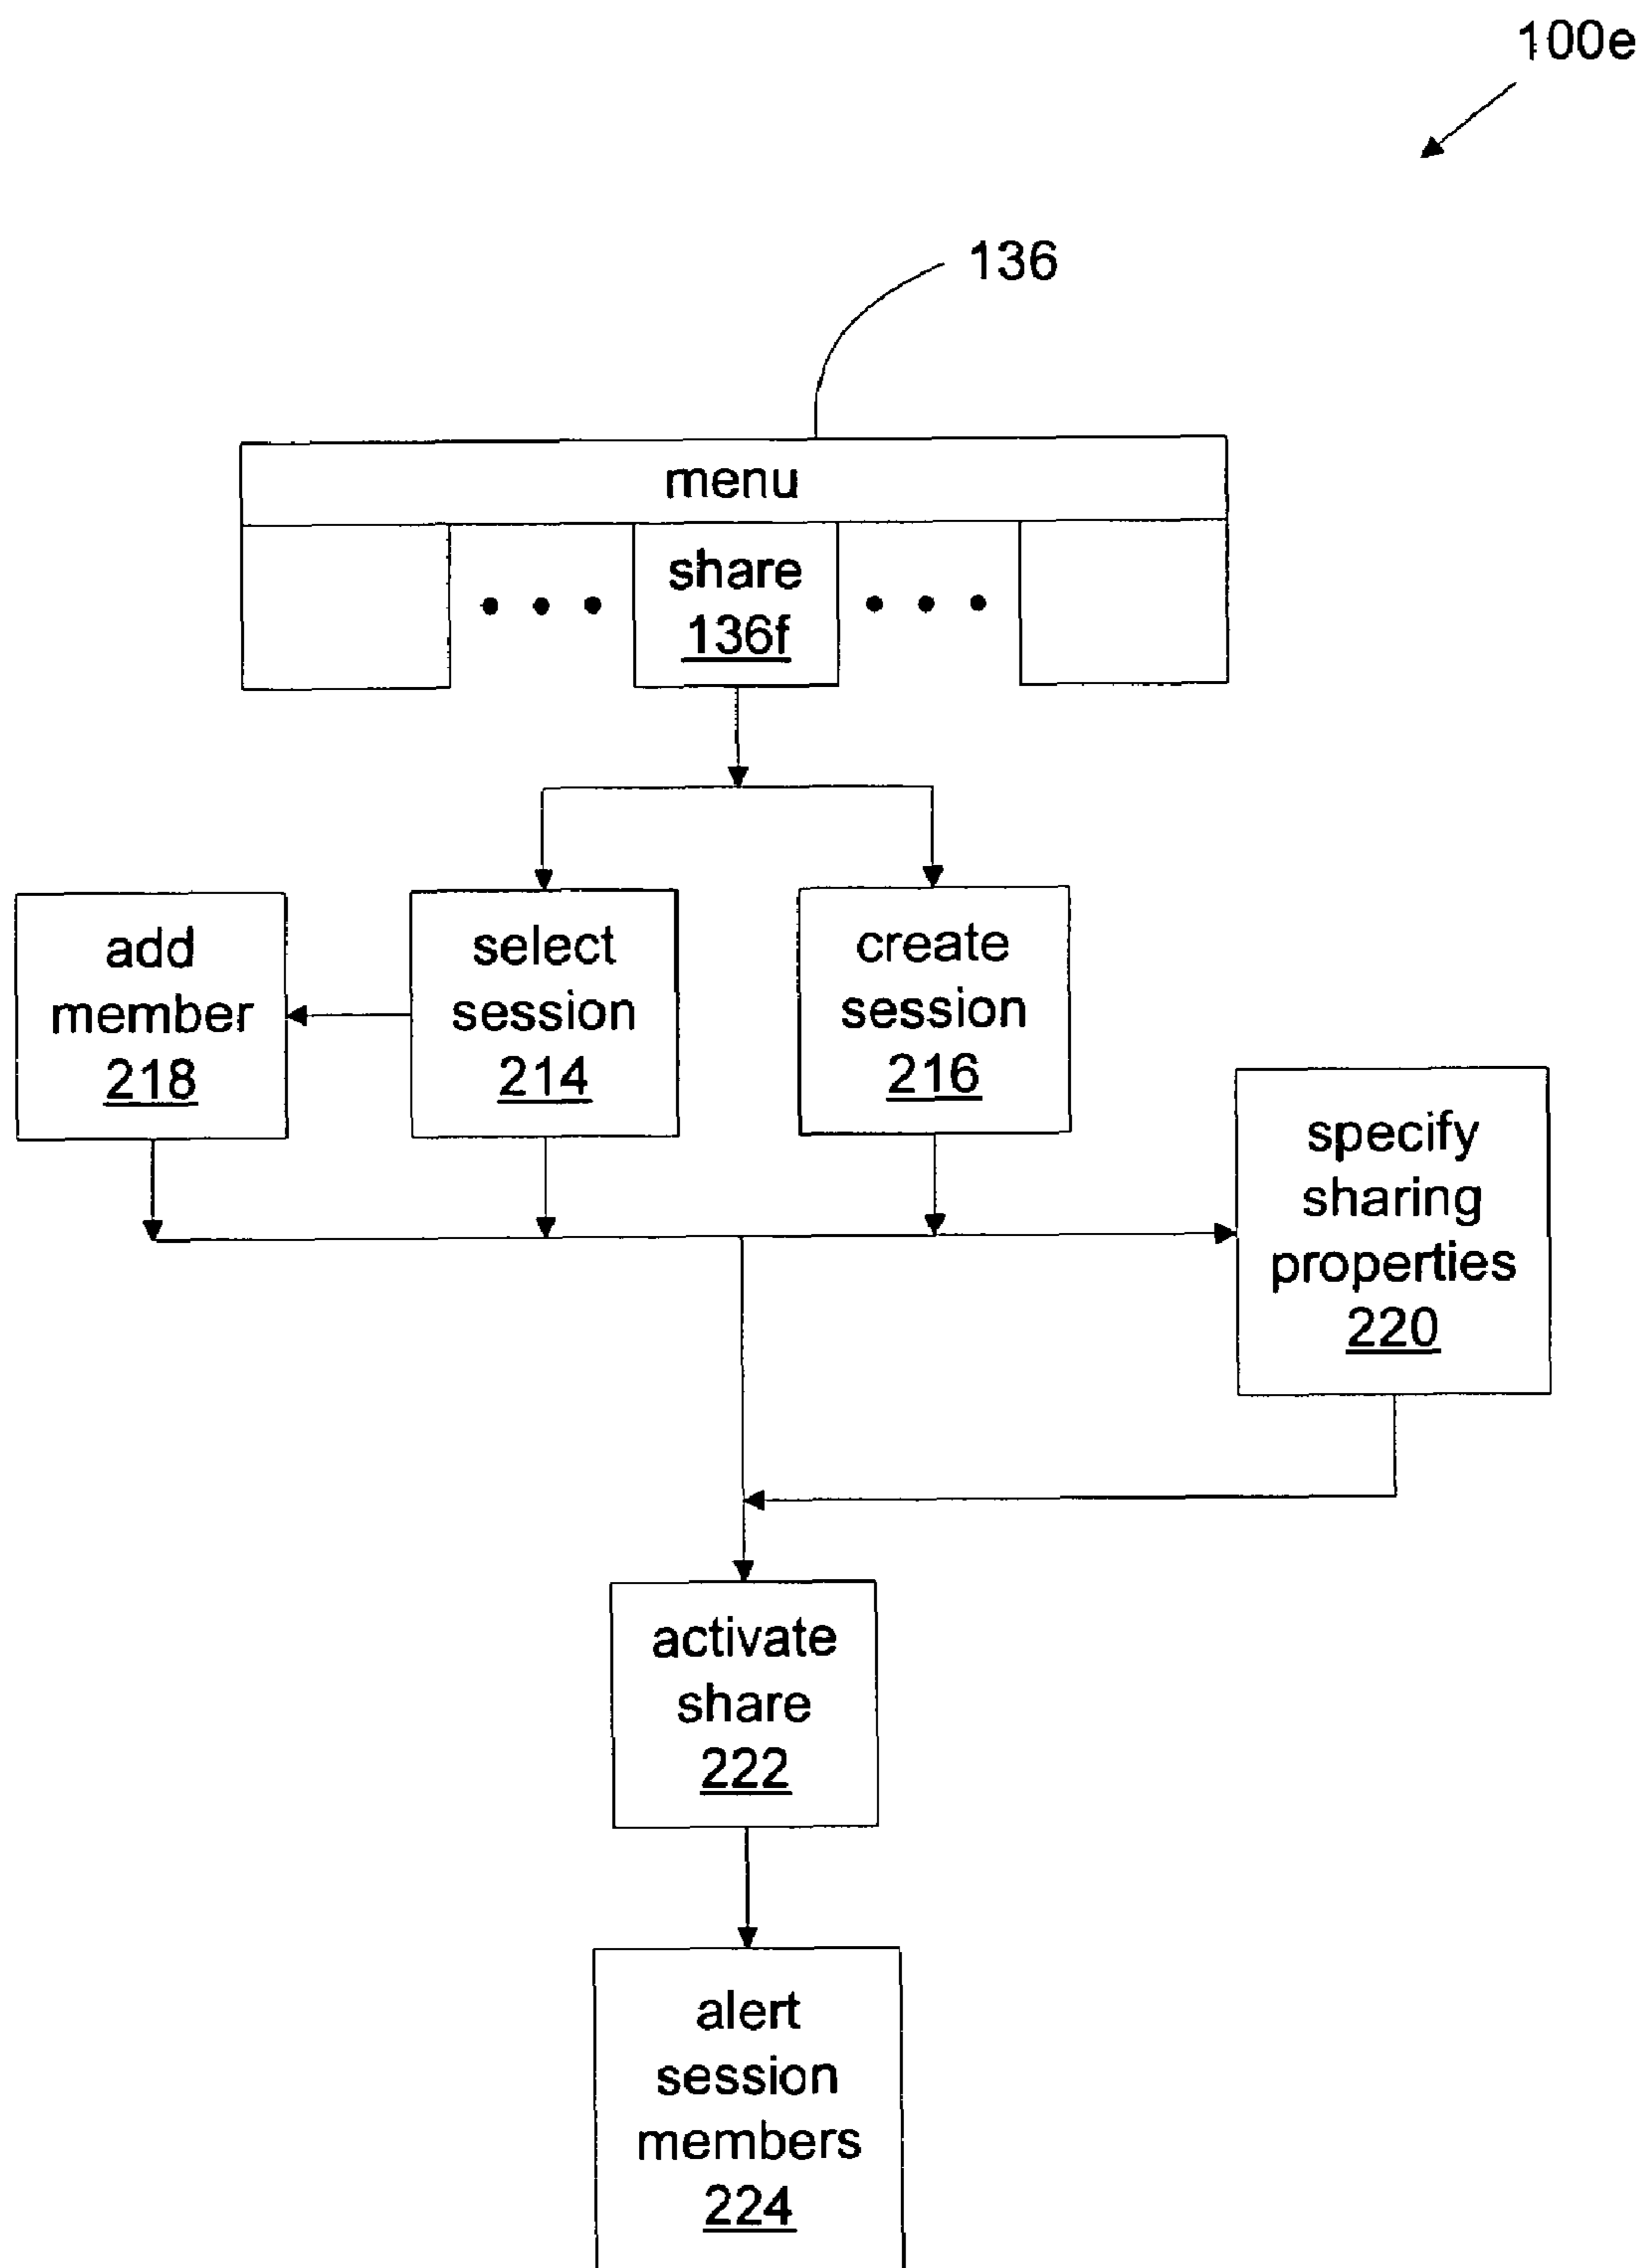 100e
136
menu
share
136f
add
member
218
select
session
214
create
session
216
specify
sharing
properties
220
activate
share
222
alert
session
members
224